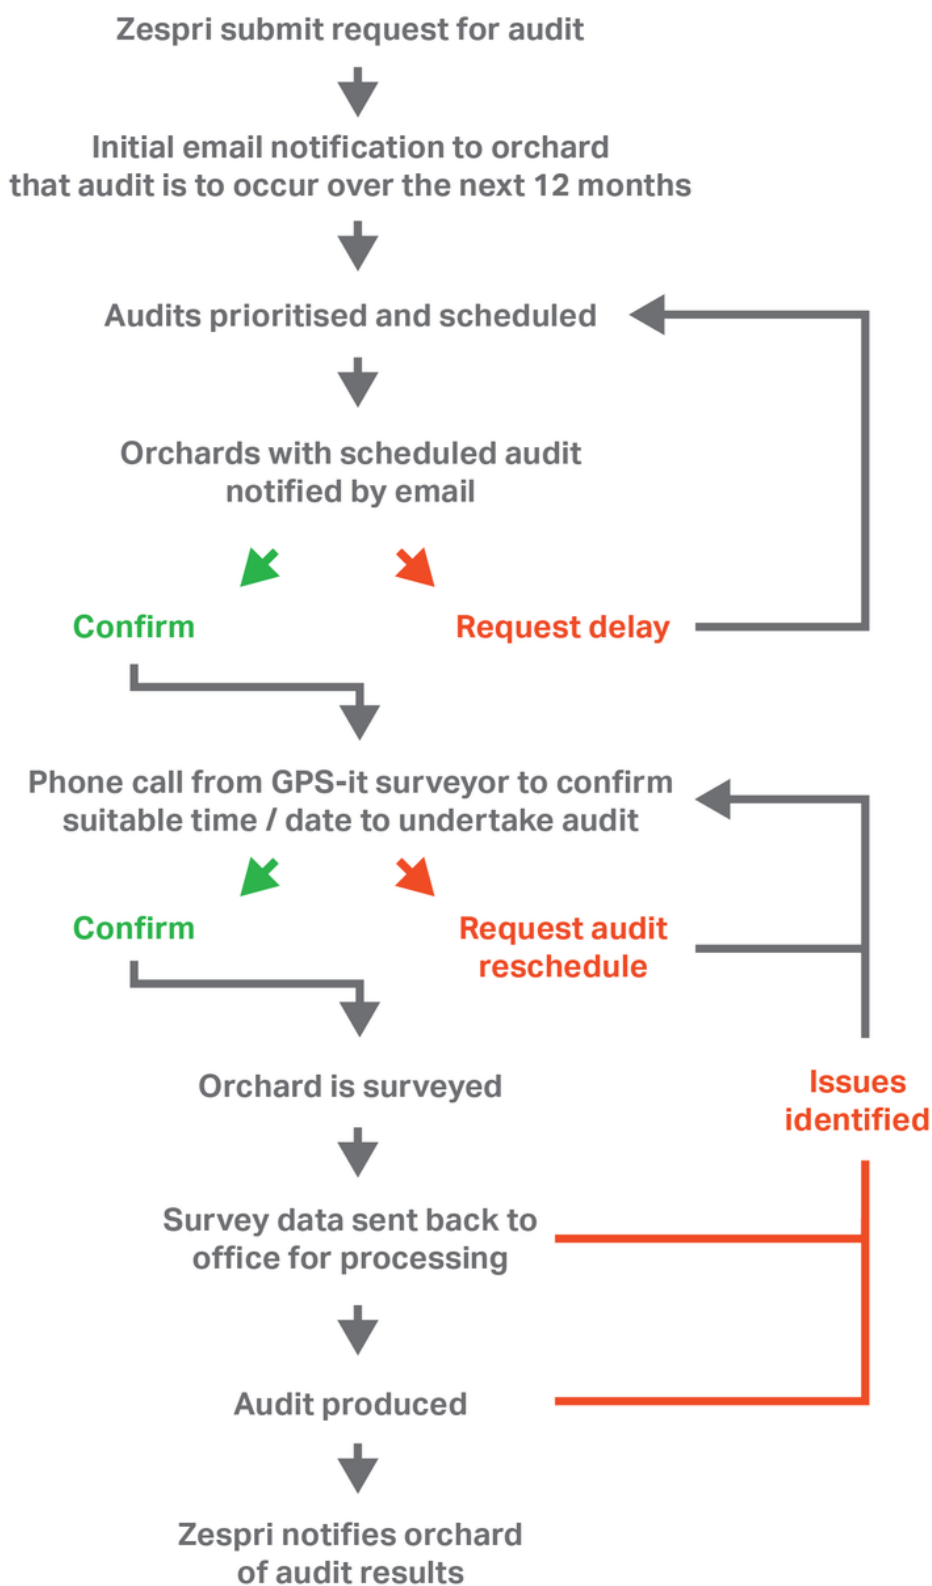 Zespri submit request for audit
Initial email notification to orchard
that audit is to occur over the next 12 months
Audits prioritised and scheduled
Orchards with scheduled audit
notified by email
Confirm
Request delay
Phone call from GPS-it surveyor to confirm
suitable time / date to undertake audit
Confirm
Request audit
reschedule
Orchard is surveyed
Issues
identified
Survey data sent back to
office for processing
Audit produced
Zespri notifies orchard
of audit results